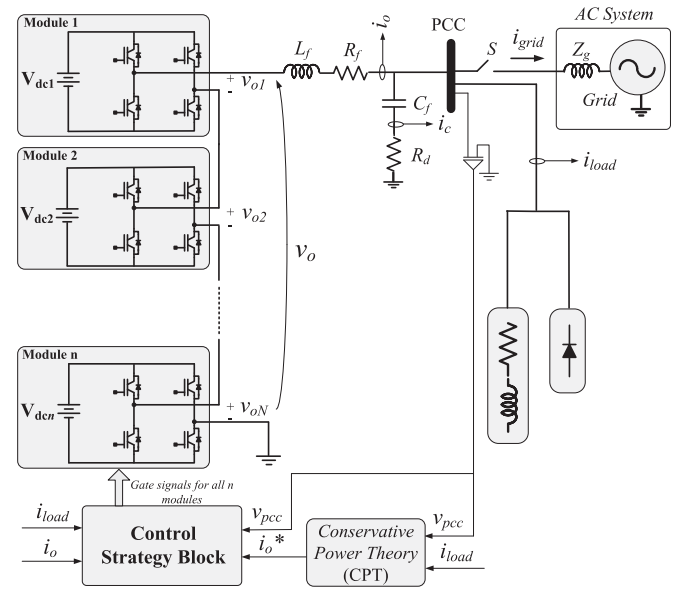 Module 1
V_dc1
+ v_o1
-
L_f
R_f
i_o
C_f
i_c
R_d
PCC
S
i_grid
AC System
Z_g
Grid
i_load
Module 2
V_dc2
+ v_o2
-
v_o
Module n
V_dcn
+ v_oN
-
Gate signals for all n
modules
i_load
i_o
Control
Strategy Block
v_pcc
i_o*
Conservative
Power Theory
(CPT)
v_pcc
i_load